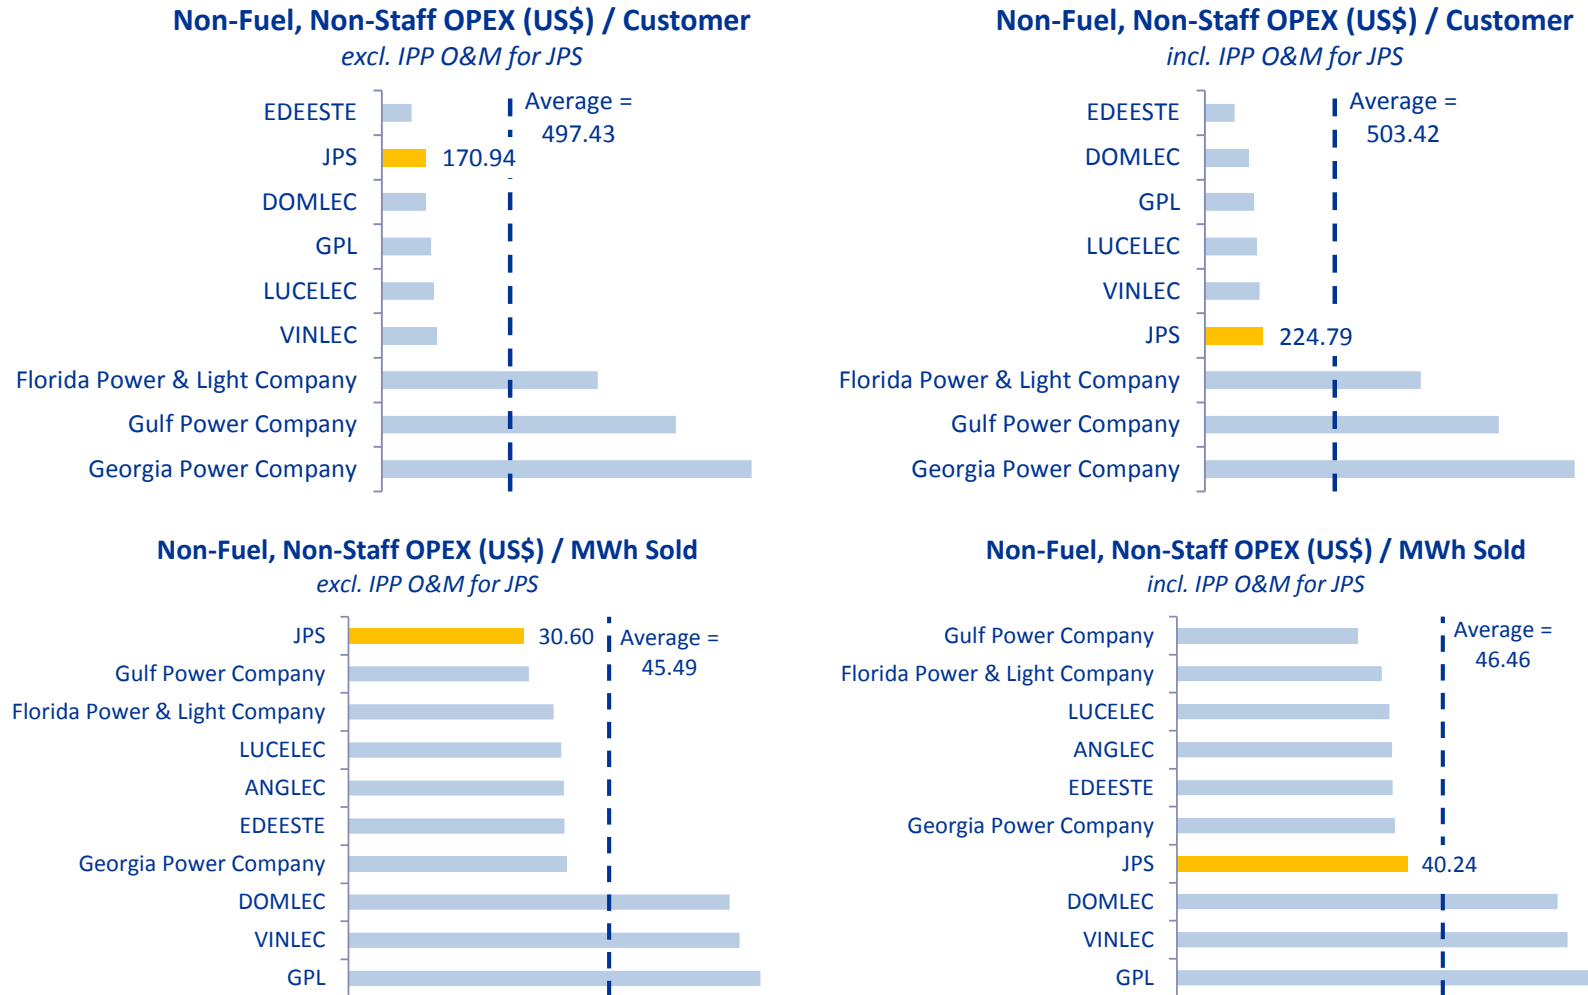 Non-Fuel, Non-Staff OPEX (US$) / Customer
excl. IPP O&M for JPS
Average =
497.43
EDEESTE
JPS
170.94
DOMLEC
GPL
LUCELEC
VINLEC
Florida Power & Light Company
Gulf Power Company
Georgia Power Company
Non-Fuel, Non-Staff OPEX (US$) / Customer
incl. IPP O&M for JPS
Average =
503.42
EDEESTE
DOMLEC
GPL
LUCELEC
VINLEC
JPS
224.79
Florida Power & Light Company
Gulf Power Company
Georgia Power Company
Non-Fuel, Non-Staff OPEX (US$) / MWh Sold
excl. IPP O&M for JPS
JPS
30.60
Average =
45.49
Gulf Power Company
Florida Power & Light Company
LUCELEC
ANGLEC
EDEESTE
Georgia Power Company
DOMLEC
VINLEC
GPL
Non-Fuel, Non-Staff OPEX (US$) / MWh Sold
incl. IPP O&M for JPS
Average =
46.46
Gulf Power Company
Florida Power & Light Company
LUCELEC
ANGLEC
EDEESTE
Georgia Power Company
JPS
40.24
DOMLEC
VINLEC
GPL